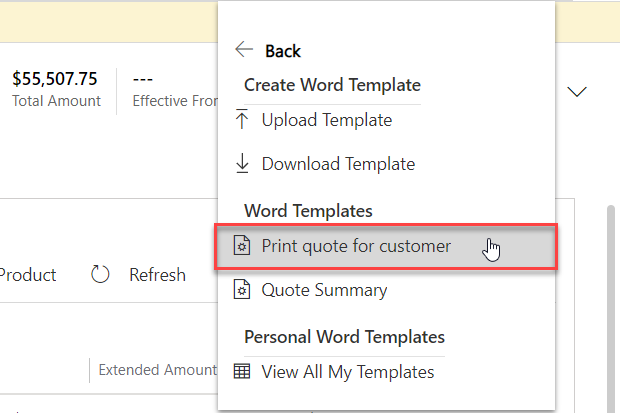 Back
$55,507.75
---
Create Word Template
Total Amount
Effective Fro
Upload Template
Download Template
Word Templates
Print quote for customer
Product
Refresh
Quote Summary
Personal Word Templates
Extended Amount
View All My Templates